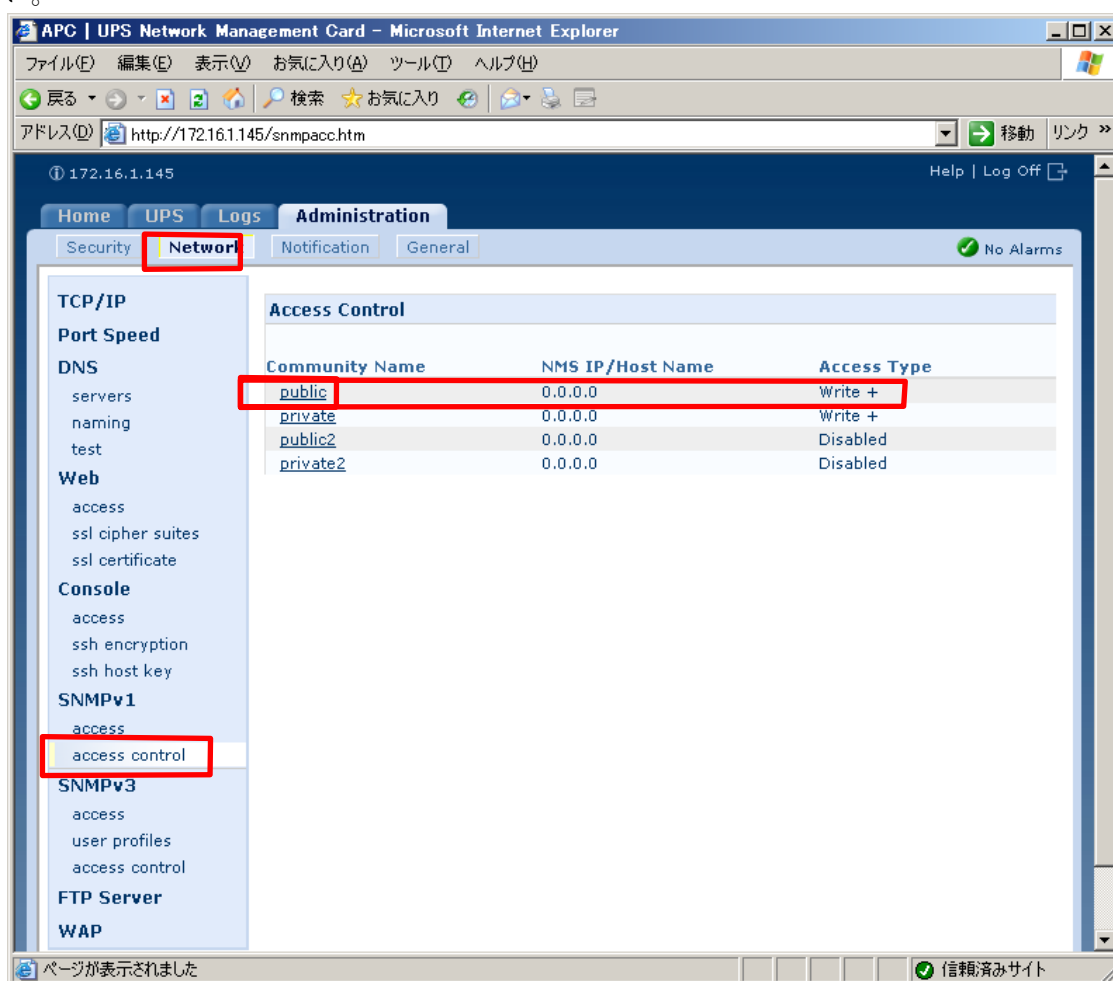 い。
APC | UPS Network Management Card - Microsoft Internet Explorer
ファイル(F) 編集(E) 表示(V) お気に入り(A) ツール(T) ヘルプ(H)
戻る 検索 お気に入り
アドレス(D) http://172.16.1.145/snmpacc.htm 移動 リンク »
172.16.1.145 Help | Log Off
Home UPS Logs Administration
Security Network Notification General No Alarms
TCP/IP
Port Speed
DNS
servers
naming
test
Web
access
ssl cipher suites
ssl certificate
Console
access
ssh encryption
ssh host key
SNMPv1
access
access control
SNMPv3
access
user profiles
access control
FTP Server
WAP
Access Control
Community Name NMS IP/Host Name Access Type
public 0.0.0.0 Write +
private 0.0.0.0 Write +
public2 0.0.0.0 Disabled
private2 0.0.0.0 Disabled
ページが表示されました 信頼済みサイト